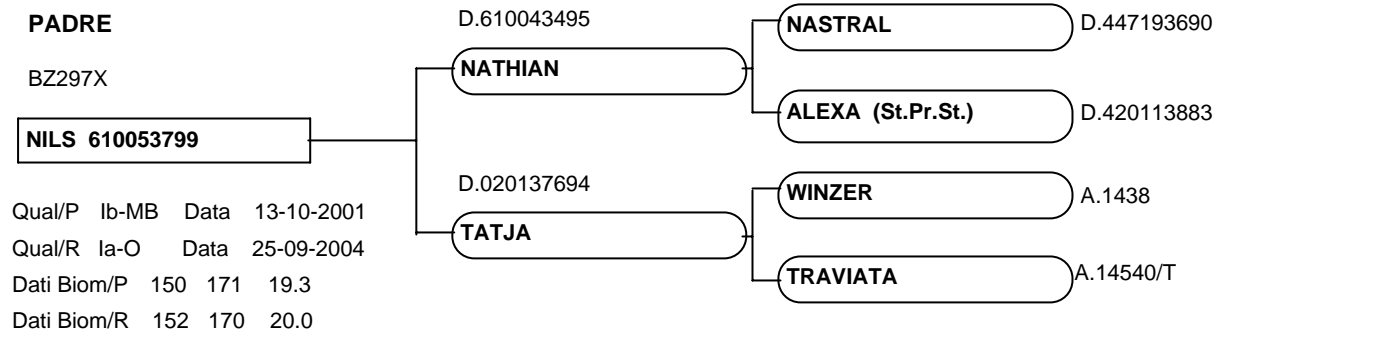 PADRE
BZ297X
NILS 610053799
Qual/P Ib-MB Data 13-10-2001
Qual/R Ia-O Data 25-09-2004
Dati Biom/P 150 171 19.3
Dati Biom/R 152 170 20.0
D.610043495
NATHIAN
D.020137694
TATJA
NASTRAL D.447193690
ALEXA (St.Pr.St.) D.420113883
WINZER A.1438
TRAVIATA A.14540/T